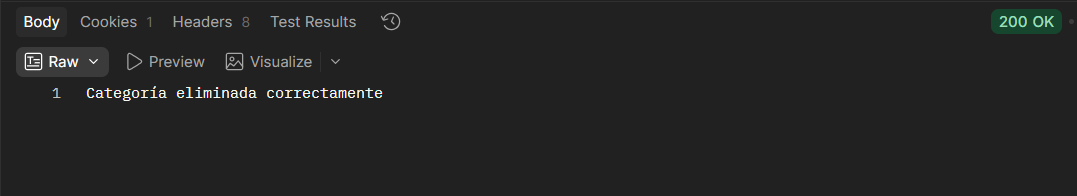 Body Cookies 1 Headers 8 Test Results 200 OK
Raw Preview Visualize
1 Categoría eliminada correctamente